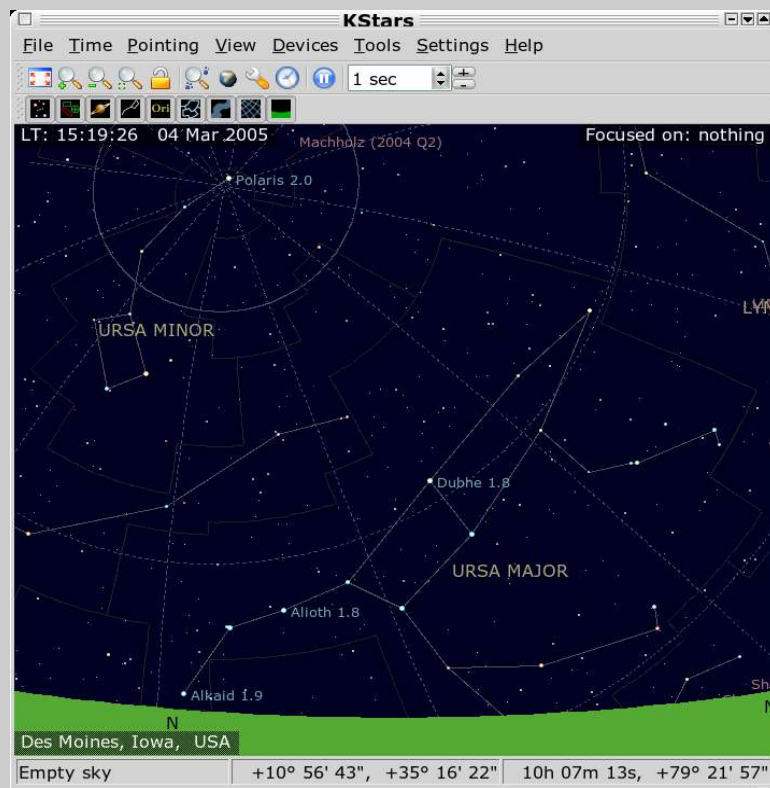 KStars
File Time Pointing View Devices Tools Settings Help
1 sec
Ori
LT: 15:19:26 04 Mar 2005
Focused on: nothing
Machholz (2004 Q2)
Polaris 2.0
URSA MINOR
Dubhe 1.8
URSA MAJOR
Alioth 1.8
Alkaid 1.9
Sh
N
Des Moines, Iowa, USA
Empty sky
+10° 56' 43", +35° 16' 22"
10h 07m 13s, +79° 21' 57"